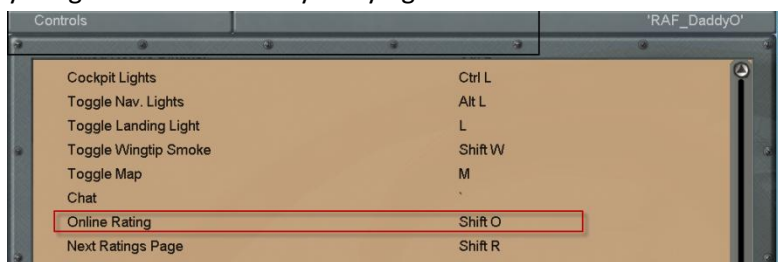 Controls 'RAF_DaddyO'
Cockpit Lights Ctrl L
Toggle Nav. Lights Alt L
Toggle Landing Light L
Toggle Wingtip Smoke Shift W
Toggle Map M
Chat `
Online Rating Shift O
Next Ratings Page Shift R